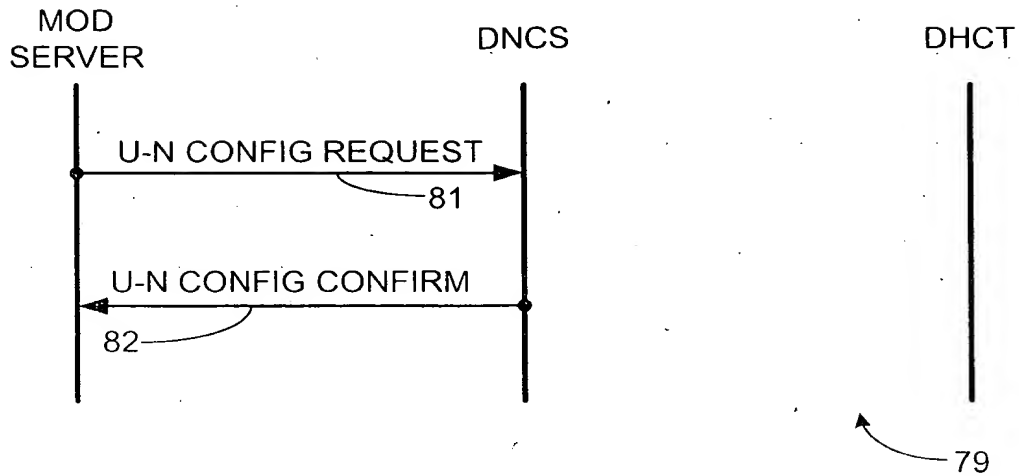 MOD
SERVER
DNCS
DHCT
U-N CONFIG REQUEST
81
U-N CONFIG CONFIRM
82
79